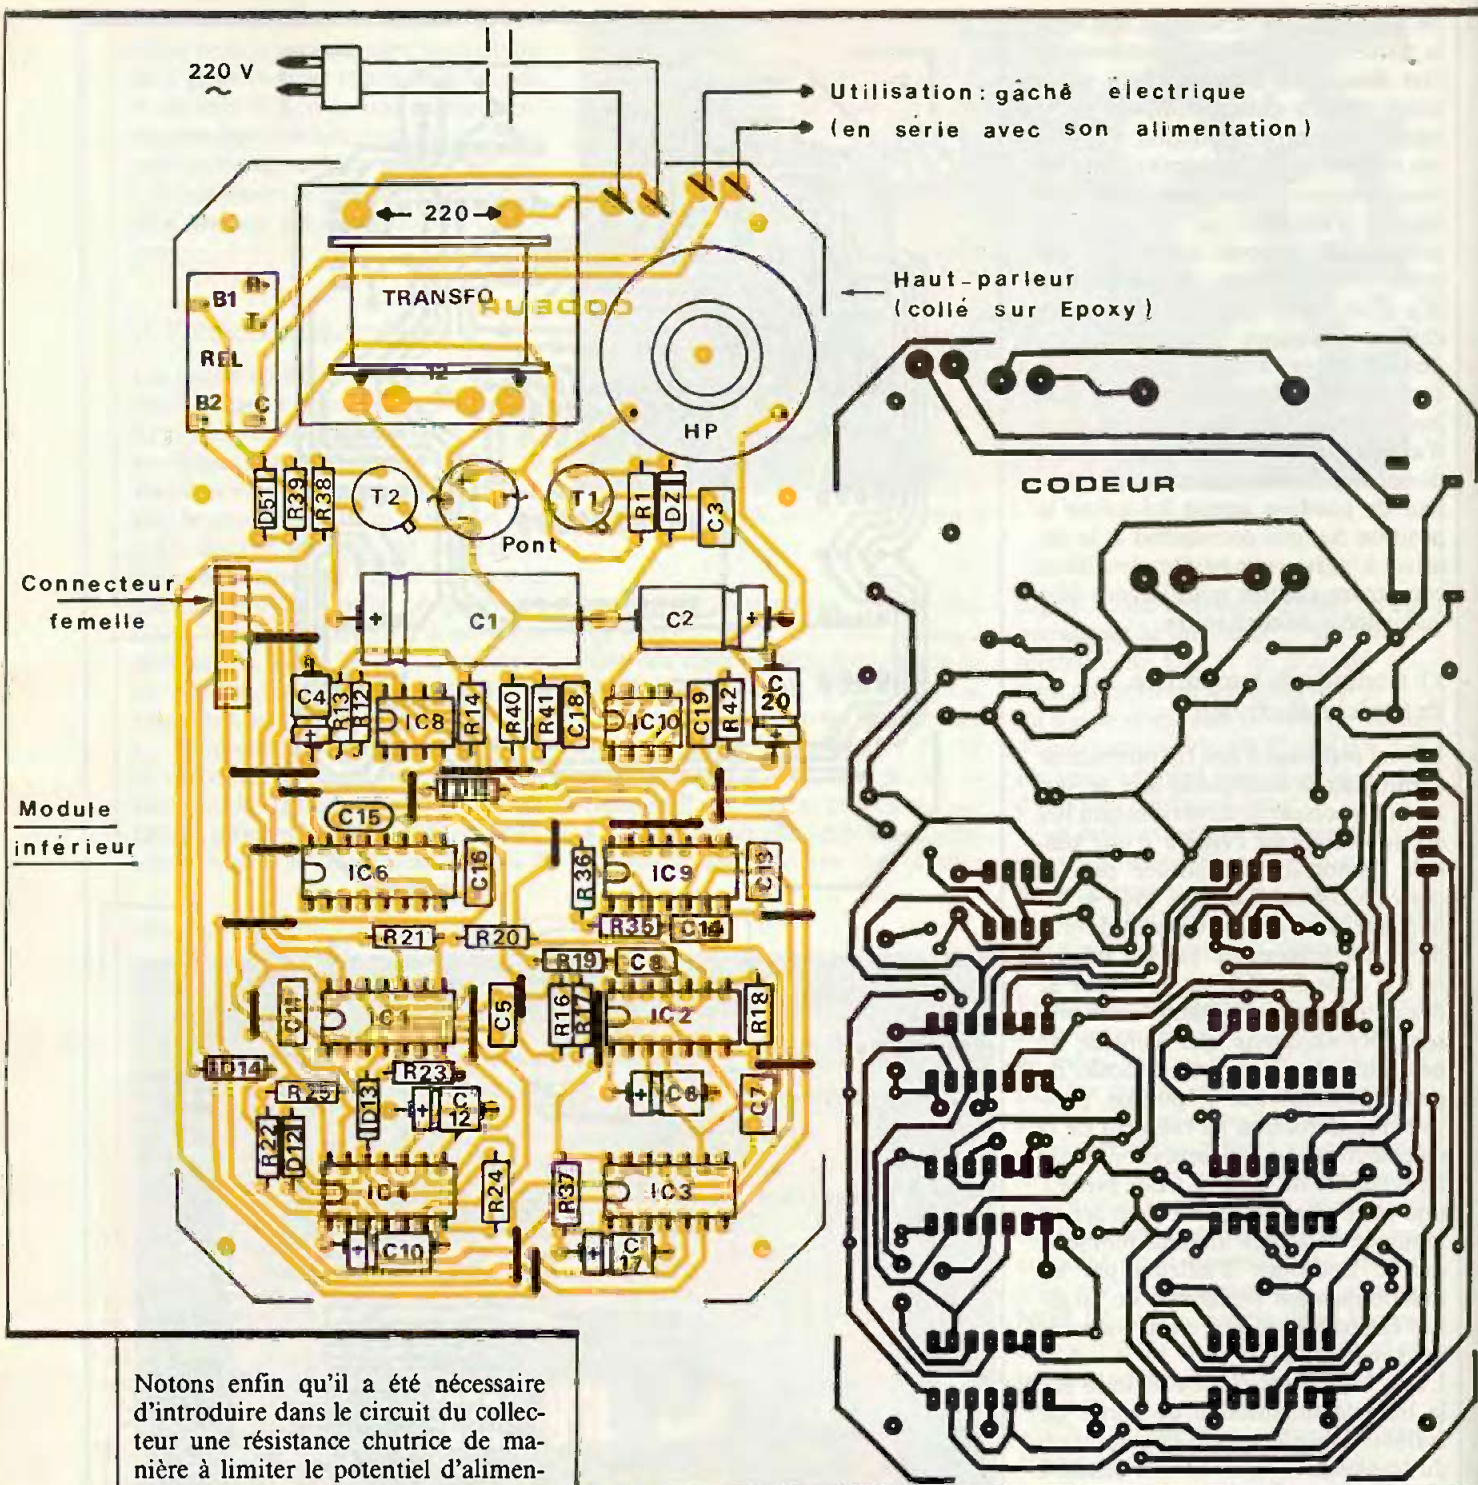 220 V
~
Utilisation: gâchê électrique
(en série avec son alimentation)
← 220 →
Haut-parleur
(collé sur Epoxy)
B1
R
T
TRANSFO
CODEUR
REL
12
B2
C
HP
CODEUR
D51
R39
R38
T2
+
-
T1
R1
DZ
C3
Pont
Connecteur
femelle
+
C1
C2
+
C4
+
R13
R12
IC8
R14
R40
R41
C18
IC10
C19
R42
C
20
+
Module
inférieur
C15
IC6
C16
R36
IC9
C13
R21
R20
R35
C14
R19
C8
C11
IC1
C5
R16
R17
IC2
R18
D14
R23
R25
D13
+
C
12
+
C6
C7
R22
D12
IC4
R24
R37
IC3
+
C10
+
C
17
Notons enfin qu'il a été nécessaire
d'introduire dans le circuit du collec-
teur une résistance chutrice de ma-
nière à limiter le potentiel d'alimen-